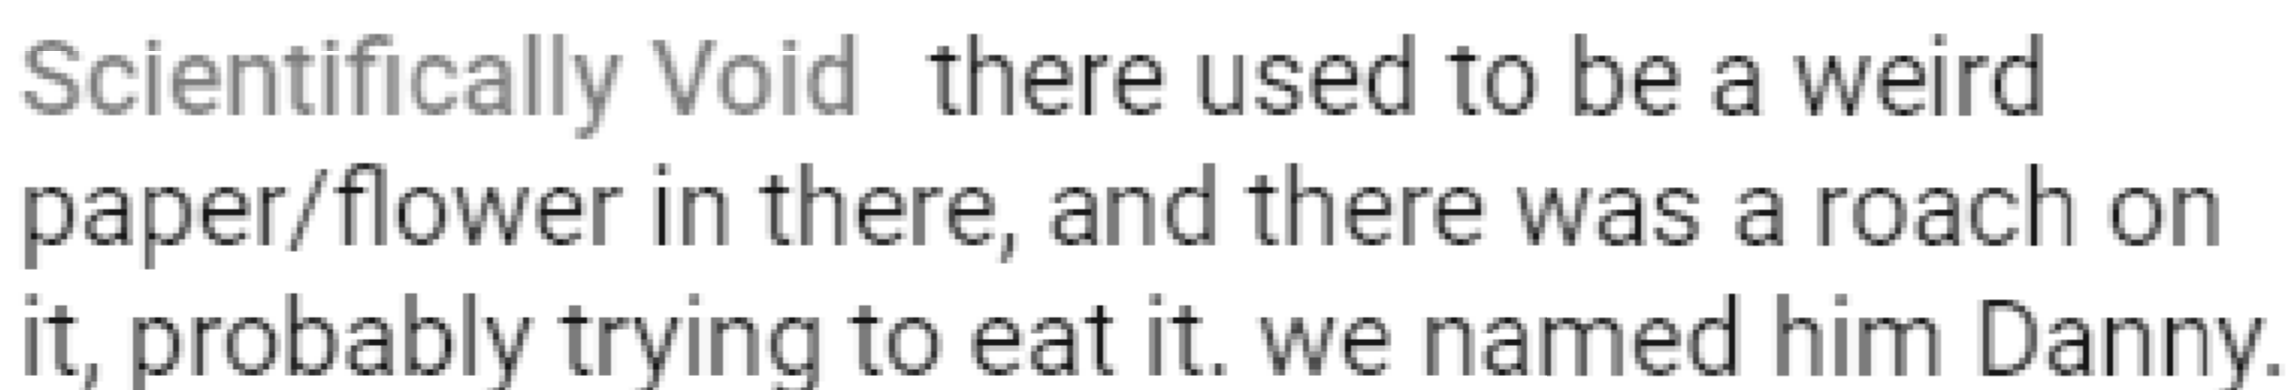 Scientifically Void there used to be a weird
paper/flower in there, and there was a roach on
it, probably trying to eat it. we named him Danny.